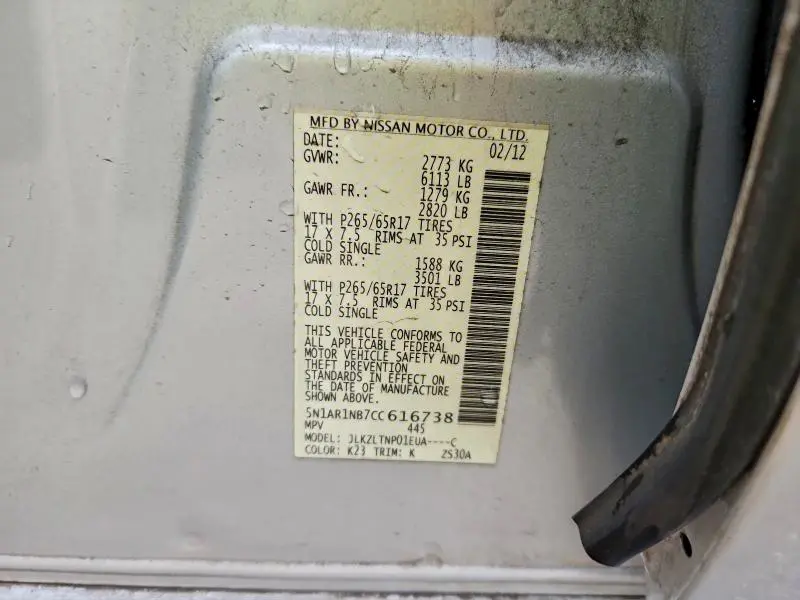 MFD BY NISSAN MOTOR CO., LTD.
DATE: 02/12
GVWR: 2773 KG
6113 LB
GAWR FR.: 1279 KG
2820 LB
WITH P265/65R17 TIRES
17 X 7.5 RIMS AT 35 PSI
COLD SINGLE
GAWR RR.: 1588 KG
3501 LB
WITH P265/65R17 TIRES
17 X 7.5 RIMS AT 35 PSI
COLD SINGLE
THIS VEHICLE CONFORMS TO
ALL APPLICABLE FEDERAL
MOTOR VEHICLE SAFETY AND
THEFT PREVENTION
STANDARDS IN EFFECT ON
THE DATE OF MANUFACTURE
SHOWN ABOVE.
5N1AR1NB7CC616738
MPV 445
MODEL: JLKZLTNP01EUA----C
COLOR: K23 TRIM: K ZS30A